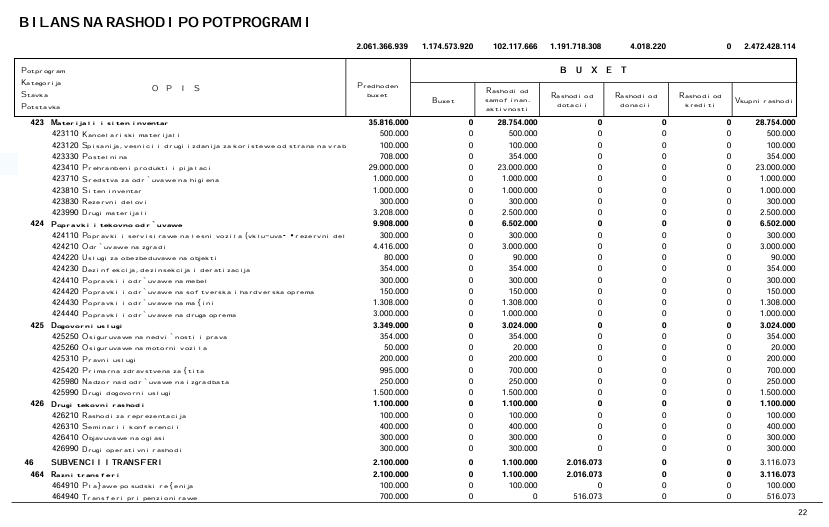 BILANS NA RASHODI PO POTPROGRAMI
2.061.366.939 1.174.573.920 102.117.666 1.191.718.308 4.018.220 0 2.472.428.114
Potprogram
Kategorija
Stavka
Potstavka
O P I S
Predhoden buxet
B U X E T
Buxet
Rashodi od samofinan. aktivnosti
Rashodi od dotacii
Rashodi od donacii
Rashodi od krediti
Vkupni rashodi
423 Materijali i siten inventar 35.816.000 0 28.754.000 0 0 0 28.754.000
423110 Kancelariski materijali 500.000 0 500.000 0 0 0 500.000
423120 Spisanija, vesnici i drugi izdanija za koristewe od strana na vrab 100.000 0 100.000 0 0 0 100.000
423330 Postelnina 708.000 0 354.000 0 0 0 354.000
423410 Prehranbeni produkti i pijalaci 29.000.000 0 23.000.000 0 0 0 23.000.000
423710 Sredstva za odr`uvawe na higiena 1.000.000 0 1.000.000 0 0 0 1.000.000
423810 Siten inventar 1.000.000 0 1.000.000 0 0 0 1.000.000
423830 Rezervni delovi 300.000 0 300.000 0 0 0 300.000
423990 Drugi materijali 3.208.000 0 2.500.000 0 0 0 2.500.000
424 Popravki i tekovno odr`uvawe 9.908.000 0 6.502.000 0 0 0 6.502.000
424110 Popravki i servisirawe na lesni vozila (vklu~uva- •rezervni del 300.000 0 300.000 0 0 0 300.000
424210 Odr`uvawe na zgradi 4.416.000 0 3.000.000 0 0 0 3.000.000
424220 Uslugi za obezbeduvawe na objekti 80.000 0 90.000 0 0 0 90.000
424230 Dezinfekcija, dezinsekcija i deratizacija 354.000 0 354.000 0 0 0 354.000
424410 Popravki i odr`uvawe na mebel 300.000 0 300.000 0 0 0 300.000
424420 Popravki i odr`uvawe na softverska i hardverska oprema 150.000 0 150.000 0 0 0 150.000
424430 Popravki i odr`uvawe na ma{ini 1.308.000 0 1.308.000 0 0 0 1.308.000
424440 Popravki i odr`uvawe na druga oprema 3.000.000 0 1.000.000 0 0 0 1.000.000
425 Dogovorni uslugi 3.349.000 0 3.024.000 0 0 0 3.024.000
425250 Osiguruvawe na nedvi`nosti i prava 354.000 0 354.000 0 0 0 354.000
425260 Osiguruvawe na motorni vozila 50.000 0 20.000 0 0 0 20.000
425310 Pravni uslugi 200.000 0 200.000 0 0 0 200.000
425420 Primarna zdravstvena za{tita 995.000 0 700.000 0 0 0 700.000
425980 Nadzor nad odr`uvawe na izgradbata 250.000 0 250.000 0 0 0 250.000
425990 Drugi dogovorni uslugi 1.500.000 0 1.500.000 0 0 0 1.500.000
426 Drugi tekovni rashodi 1.100.000 0 1.100.000 0 0 0 1.100.000
426210 Rashodi za reprezentacija 100.000 0 100.000 0 0 0 100.000
426310 Seminari i konferencii 400.000 0 400.000 0 0 0 400.000
426410 Objavuvawe na oglasi 300.000 0 300.000 0 0 0 300.000
426990 Drugi operativni rashodi 300.000 0 300.000 0 0 0 300.000
46 SUBVENCII I TRANSFERI 2.100.000 0 1.100.000 2.016.073 0 0 3.116.073
464 Razni transferi 2.100.000 0 1.100.000 2.016.073 0 0 3.116.073
464910 Pla}awe po sudski re{enija 100.000 0 100.000 0 0 0 100.000
464940 Transferi pri penzionirawe 700.000 0 0 516.073 0 0 516.073
22